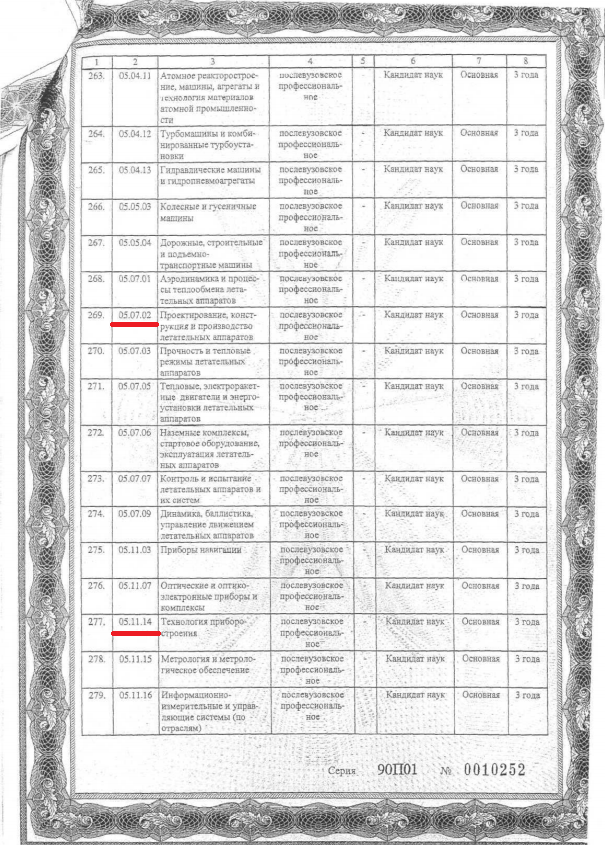 1 2 3 4 5 6 7 8
263. 05.04.11 Атомное реакторострое- послевузовское - Кандидат наук Основная 3 года
ние, машины, агрегаты и профессиональ-
технология материалов ное
атомной промышленно-
сти
264. 05.04.12 Турбомашины и комби- послевузовское - Кандидат наук Основная 3 года
нированные турбоуста- профессиональ-
новки ное
265. 05.04.13 Гидравлические машины послевузовское - Кандидат наук Основная 3 года
и гидропневмоагрегаты профессиональ-
ное
266. 05.05.03 Колесные и гусеничные послевузовское - Кандидат наук Основная 3 года
машины профессиональ-
ное
267. 05.05.04 Дорожные, строительные послевузовское - Кандидат наук Основная 3 года
и подъемно- профессиональ-
транспортные машины ное
268. 05.07.01 Аэродинамика и процес- послевузовское - Кандидат наук Основная 3 года
сы теплообмена лета- профессиональ-
тельных аппаратов ное
269. 05.07.02 Проектирование, конст- послевузовское - Кандидат наук Основная 3 года
рукция и производство профессиональ-
летательных аппаратов ное
270. 05.07.03 Прочность и тепловые послевузовское - Кандидат наук Основная 3 года
режимы летательных профессиональ-
аппаратов ное
271. 05.07.05 Тепловые, электроракет- послевузовское - Кандидат наук Основная 3 года
ные двигатели и энерго- профессиональ-
установки летательных ное
аппаратов
272. 05.07.06 Наземные комплексы, послевузовское - Кандидат наук Основная 3 года
стартовое оборудование, профессиональ-
эксплуатация летатель- ное
ных аппаратов
273. 05.07.07 Контроль и испытание послевузовское - Кандидат наук Основная 3 года
летательных аппаратов и профессиональ-
их систем ное
274. 05.07.09 Динамика, баллистика, послевузовское - Кандидат наук Основная 3 года
управление движением профессиональ-
летательных аппаратов ное
275. 05.11.03 Приборы навигации послевузовское - Кандидат наук Основная 3 года
профессиональ-
ное
276. 05.11.07 Оптические и оптико- послевузовское - Кандидат наук Основная 3 года
электронные приборы и профессиональ-
комплексы ное
277. 05.11.14 Технология приборо- послевузовское - Кандидат наук Основная 3 года
строения профессиональ-
ное
278. 05.11.15 Метрология и метроло- послевузовское - Кандидат наук Основная 3 года
гическое обеспечение профессиональ-
ное
279. 05.11.16 Информационно- послевузовское - Кандидат наук Основная 3 года
измерительные и управ- профессиональ-
ляющие системы (по ное
отраслям)
Серия 90П01 № 0010252